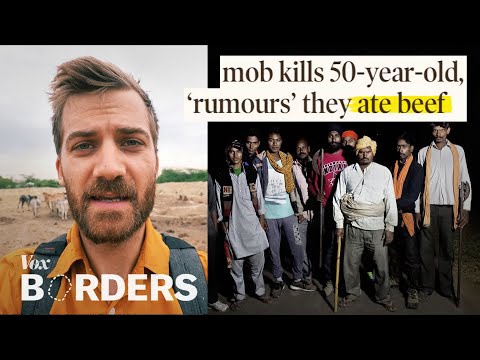 mob kills 50-year-old,
‘rumours’ they ate beef
Vox
BORDERS